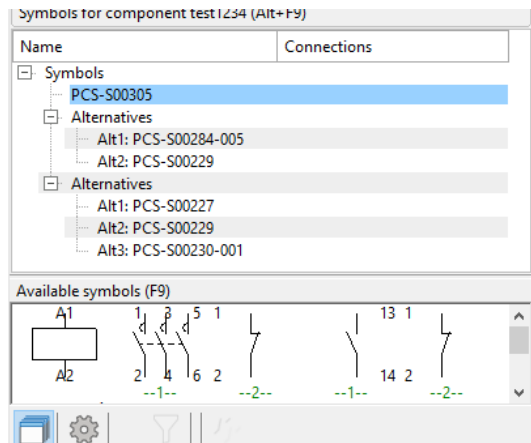 Symbols for component test1234 (Alt+F9)
Name Connections
Symbols
PCS-S00305
Alternatives
Alt1: PCS-S00284-005
Alt2: PCS-S00229
Alternatives
Alt1: PCS-S00227
Alt2: PCS-S00229
Alt3: PCS-S00230-001
Available symbols (F9)
A1 1 3 5 1 13 1
A2 2 4 6 2 14 2
--1-- --2-- --1-- --2--